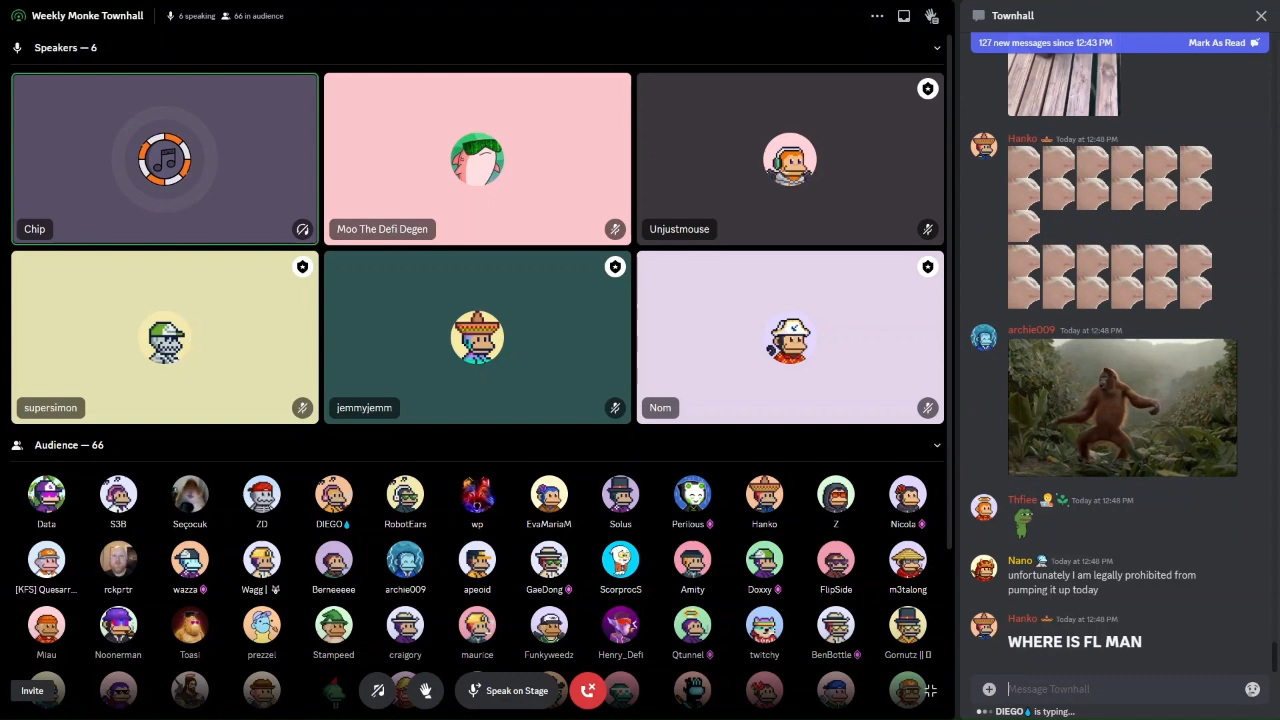 Weekly Monke Townhall
6 speaking 66 in audience
Speakers — 6
Chip
Moo The Defi Degen
Unjustmouse
supersimon
jemmyjemm
Nom
Audience — 66
Data S3B Seçocuk ZD DIEGO💧 RobotEars wp EvaMariaM Solus Perilous Hanko Z Nicola
[KFS] Quesarr... rckprtr wazza Wagg | Berneeeee archie009 apeoid GaeDong ScorprocS Amity Doxxy FlipSide m3talong
Miau Noonerman Toasi prezzel Stampeed craigory maurice Funkyweedz Henry_Defi Qtunnel twitchy BenBottle Gornutz ||
Invite
Speak on Stage
Townhall
127 new messages since 12:43 PM Mark As Read
Hanko Today at 12:48 PM
archie009 Today at 12:48 PM
Thfiee Today at 12:48 PM
Nano Today at 12:48 PM
unfortunately I am legally prohibited from
pumping it up today
Hanko Today at 12:48 PM
WHERE IS FL MAN
Message Townhall
DIEGO💧 is typing...